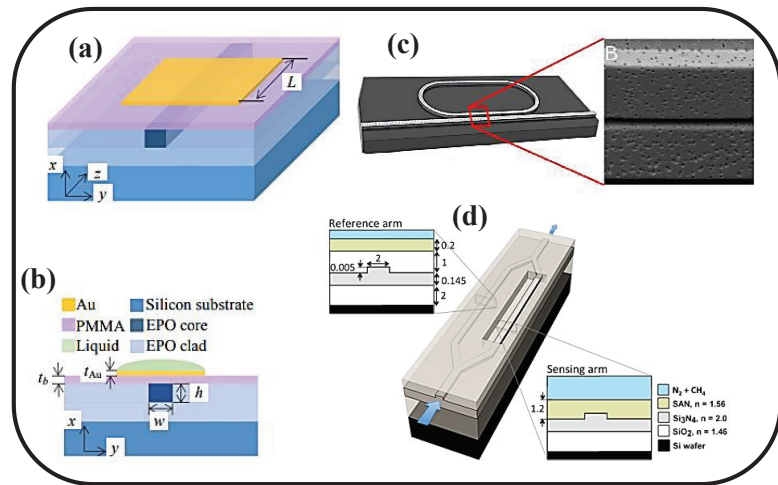 (a)
L
x
z
y
(b)
Au
Silicon substrate
PMMA
EPO core
Liquid
EPO clad
t_Au
t_b
h
w
x
y
(c)
B
(d)
Reference arm
2
0.005
0.2
1
0.145
2
Sensing arm
1.2
N₂ + CH₄
SAN, n = 1.56
Si₃N₄, n = 2.0
SiO₂, n = 1.46
Si wafer